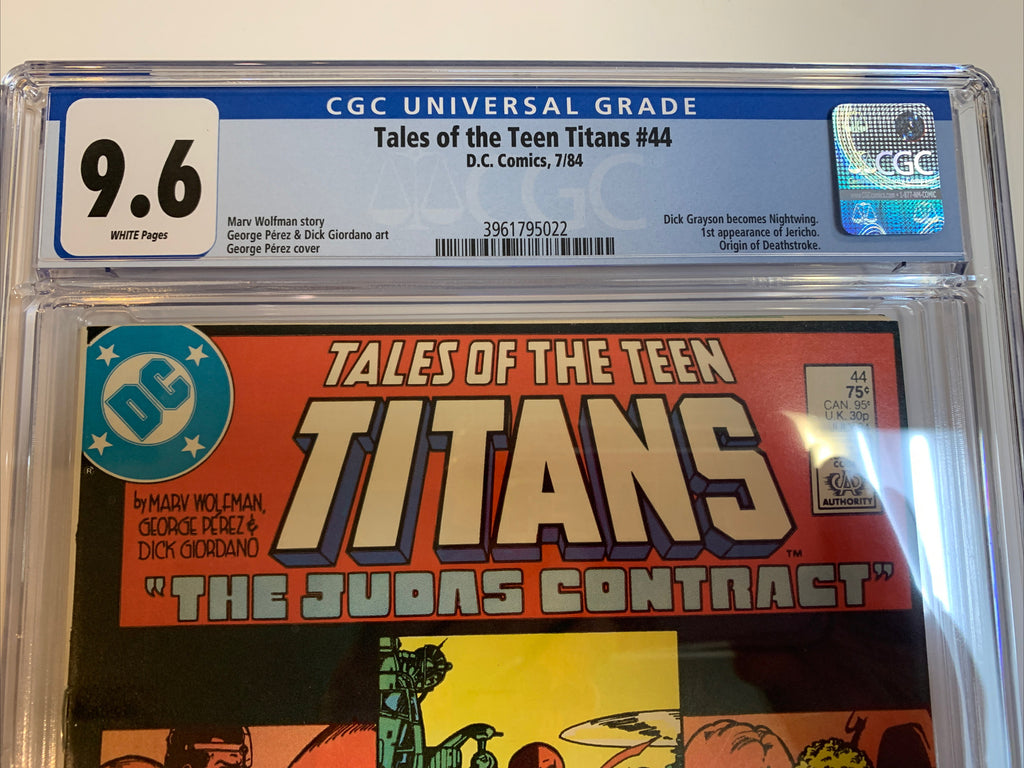 CGC UNIVERSAL GRADE
9.6
WHITE Pages
Tales of the Teen Titans #44
D.C. Comics, 7/84
Marv Wolfman story
George Pérez & Dick Giordano art
George Pérez cover
3961795022
Dick Grayson becomes Nightwing.
1st appearance of Jericho.
Origin of Deathstroke.
CGC
CGC
DC
TALES OF THE TEEN
TITANS
TM
44
75¢
CAN. 95¢
U.K. 30p
AUTHORITY
by MARV WOLFMAN,
GEORGE PÉREZ &
DICK GIORDANO
"THE JUDAS CONTRACT"